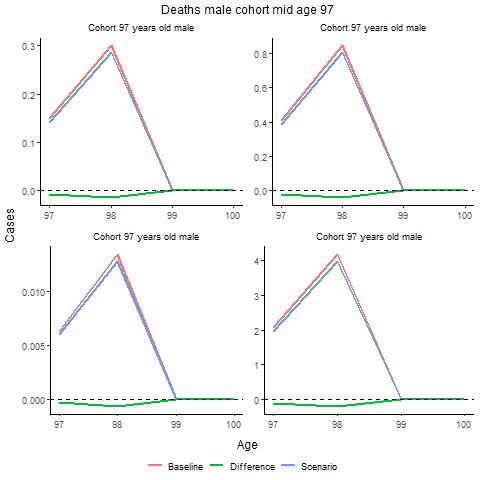 Deaths male cohort mid age 97
Cohort 97 years old male
Cohort 97 years old male
0.3
0.2
0.1
0.0
97 98 99 100
0.8
0.6
0.4
0.2
0.0
97 98 99 100
Cases
Cohort 97 years old male
Cohort 97 years old male
0.010
0.005
0.000
97 98 99 100
4
3
2
1
0
97 98 99 100
Age
Baseline Difference Scenario